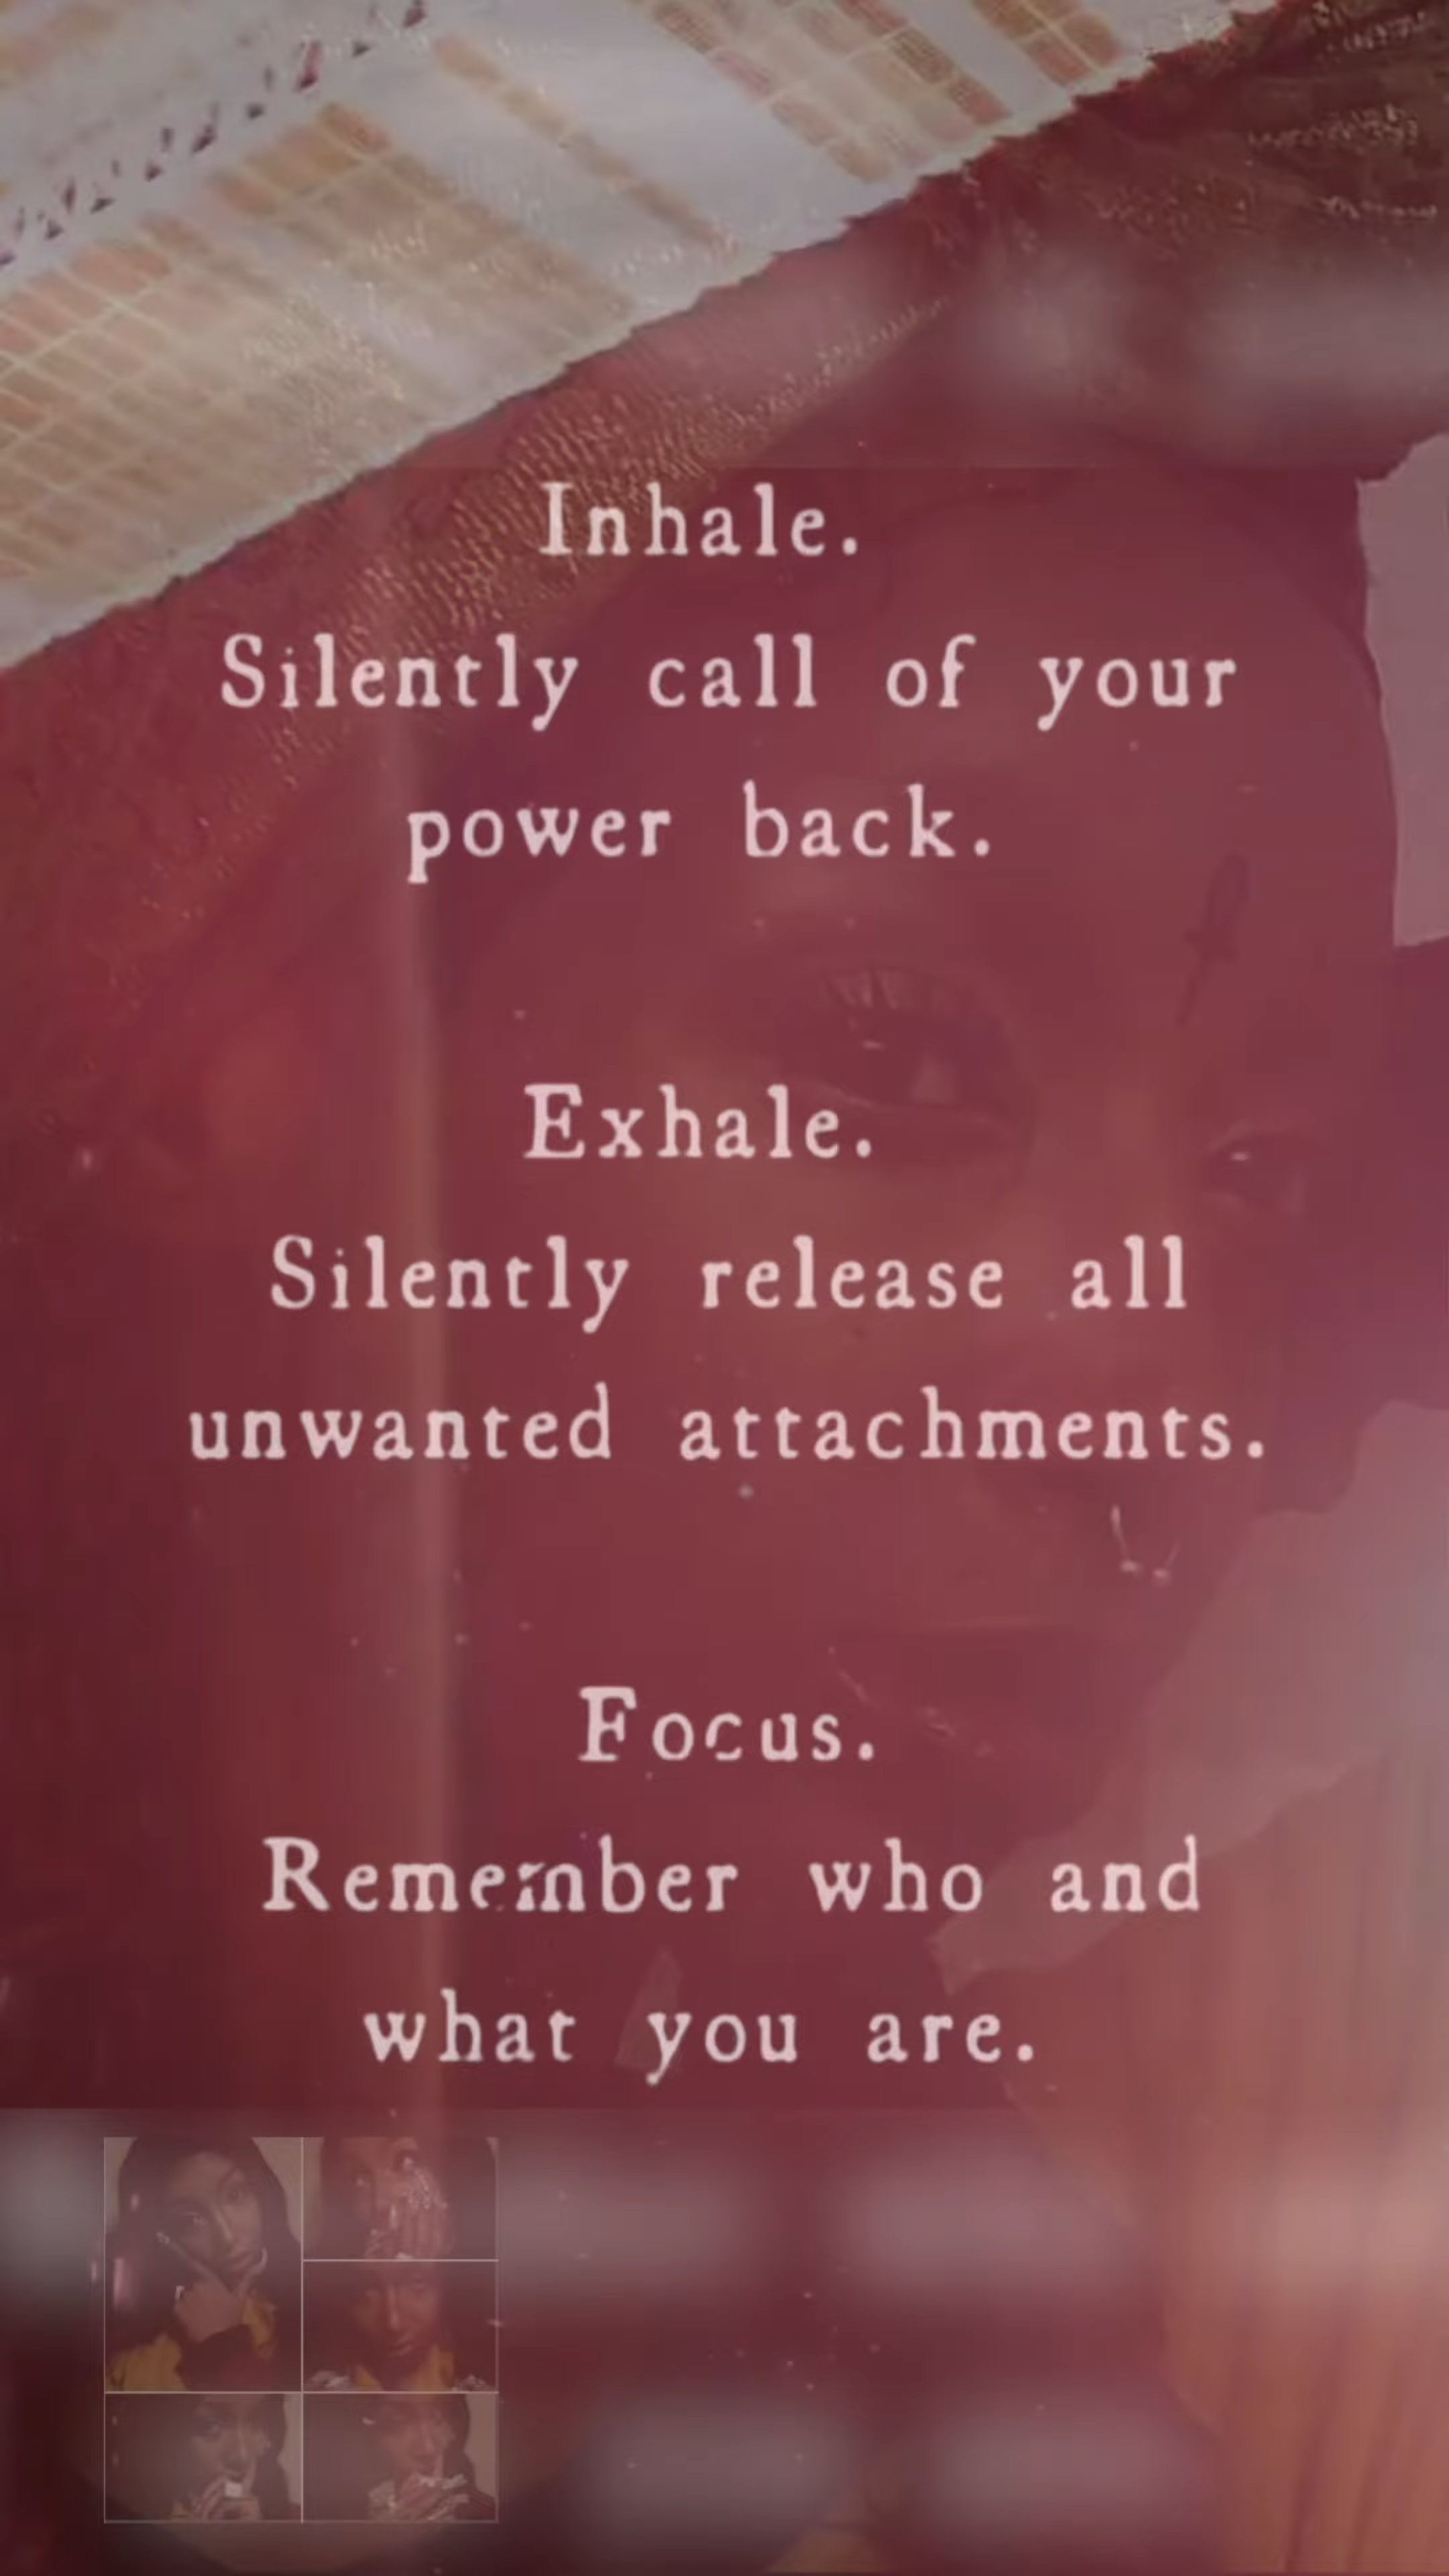 Inhale.
Silently call of your
power back.
Exhale.
Silently release all
unwanted attachments.
Focus.
Remember who and
what you are.